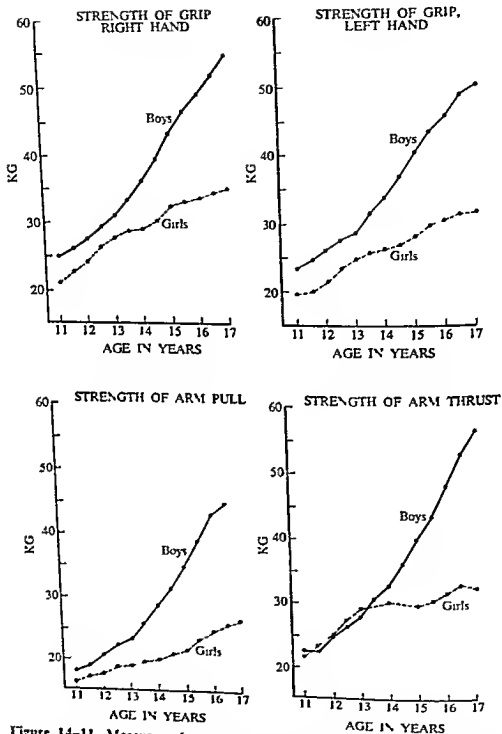 STRENGTH OF GRIP
RIGHT HAND
60
50
40
30
20
KG
Boys
Girls
11 12 13 14 15 16 17
AGE IN YEARS
STRENGTH OF GRIP,
LEFT HAND
60
50
40
30
20
KG
Boys
Girls
11 12 13 14 15 16 17
AGE IN YEARS
STRENGTH OF ARM PULL
60
50
40
30
20
KG
Boys
Girls
11 12 13 14 15 16 17
AGE IN YEARS
STRENGTH OF ARM THRUST
60
50
40
30
20
KG
Boys
Girls
11 12 13 14 15 16 17
AGE IN YEARS
Figure 14-11